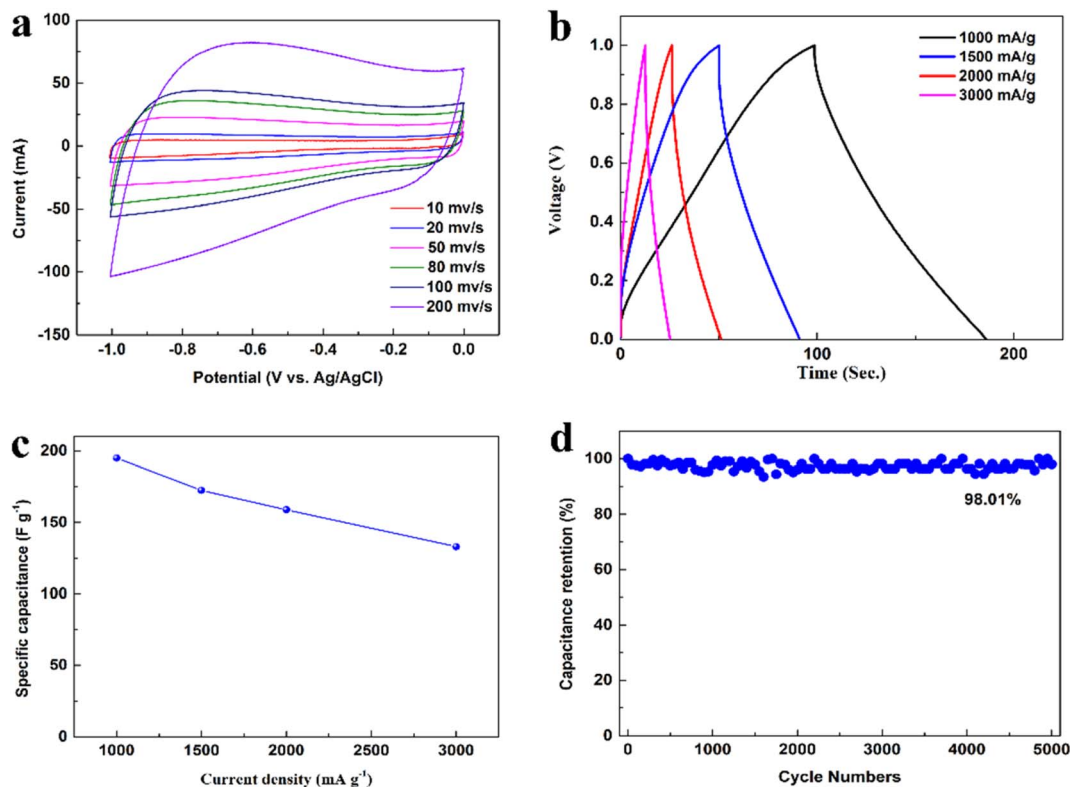 a
100
50
0
-50
-100
-150
-1.0
-0.8
-0.6
-0.4
-0.2
0.0
Current (mA)
Potential (V vs. Ag/AgCl)
10 mv/s
20 mv/s
50 mv/s
80 mv/s
100 mv/s
200 mv/s
b
1.0
0.8
0.6
0.4
0.2
0.0
0
100
200
Voltage (V)
Time (Sec.)
1000 mA/g
1500 mA/g
2000 mA/g
3000 mA/g
c
200
150
100
50
0
1000
1500
2000
2500
3000
Specific capacitance (F g⁻¹)
Current density (mA g⁻¹)
d
100
80
60
40
20
0
0
1000
2000
3000
4000
5000
Capacitance retention (%)
Cycle Numbers
98.01%